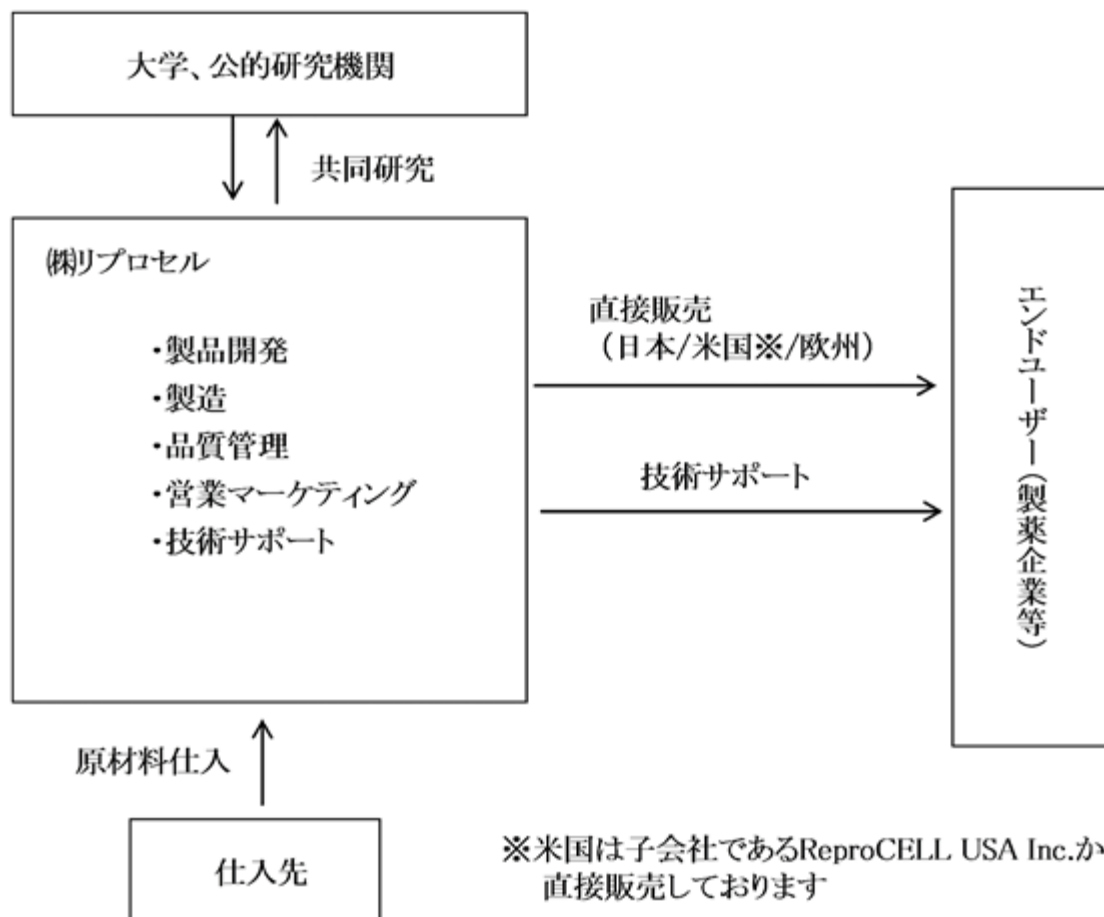 大学、公的研究機関
共同研究
㈱リプロセル
・製品開発
・製造
・品質管理
・営業マーケティング
・技術サポート
直接販売
（日本/米国※/欧州）
技術サポート
エンドユーザー（製薬企業等）
原材料仕入
仕入先
※米国は子会社であるReproCELL USA Inc.か
直接販売しております